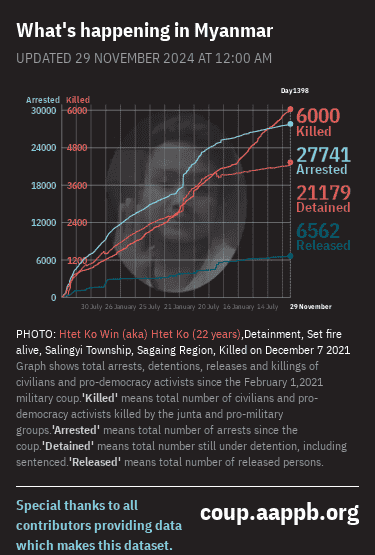 What's happening in Myanmar
UPDATED 29 NOVEMBER 2024 AT 12:00 AM
Day1398
Arrested Killed
30000 6000
24000 4800
18000 3600
12000 2400
6000 1200
0
6000
Killed
27741
Arrested
21179
Detained
6562
Released
30 July 26 January 25 July 21 January 20 July 16 January 14 July 29 November
PHOTO: Htet Ko Win (aka) Htet Ko (22 years),Detainment, Set fire
alive, Salingyi Township, Sagaing Region, Killed on December 7 2021
Graph shows total arrests, detentions, releases and killings of
civilians and pro-democracy activists since the February 1,2021
military coup.'Killed' means total number of civilians and pro-
democracy activists killed by the junta and pro-military
groups.'Arrested' means total number of arrests since the
coup.'Detained' means total number still under detention, including
sentenced.'Released' means total number of released persons.
Special thanks to all
contributors providing data
which makes this dataset.
coup.aappb.org